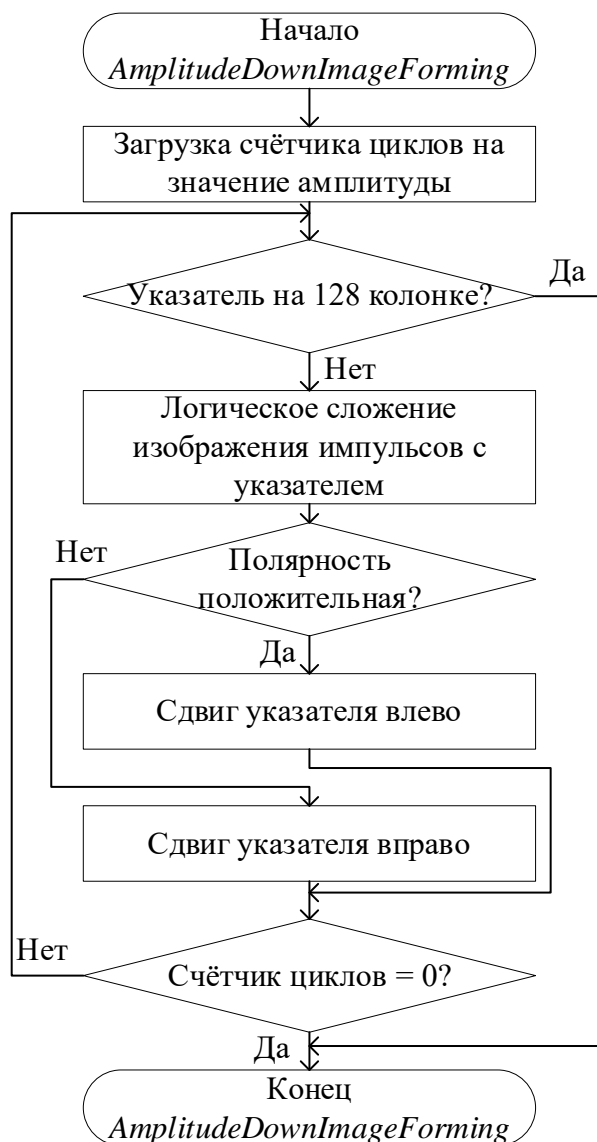 Начало
AmplitudeDownImageForming
Загрузка счётчика циклов на
значение амплитуды
Указатель на 128 колонке?
Да
Нет
Логическое сложение
изображения импульсов с
указателем
Нет
Полярность
положительная?
Да
Сдвиг указателя влево
Сдвиг указателя вправо
Нет
Счётчик циклов = 0?
Да
Конец
AmplitudeDownImageForming